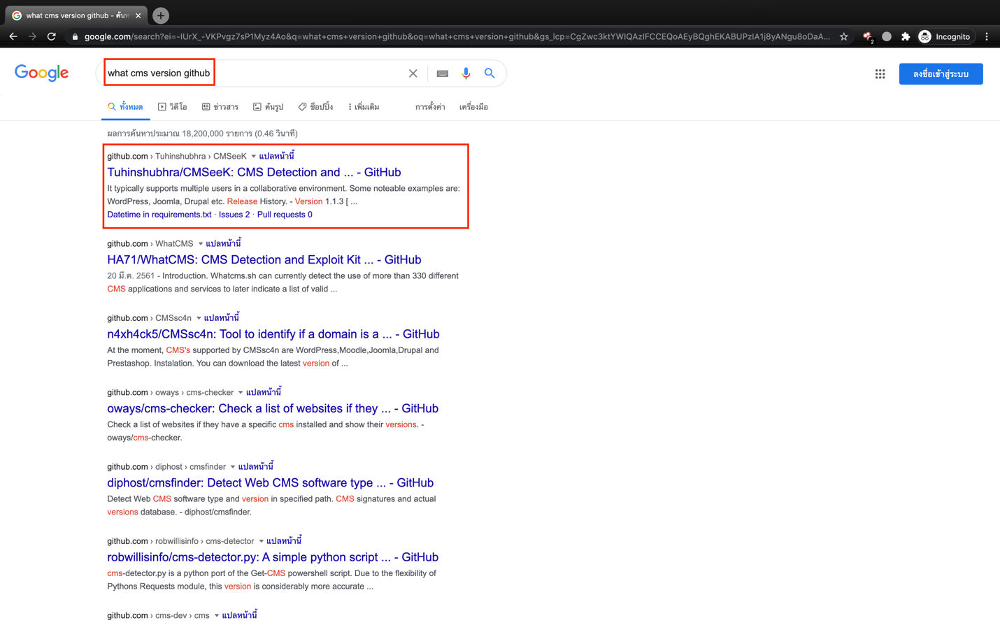 what cms version github - ค้นห
google.com/search?ei=-IUrX_-VKPvgz7sP1Myz4Ao&q=what+cms+version+github&oq=what+cms+version+github&gs_lcp=CgZwc3ktYWIQAzIFCCEQoAEyBQghEKABUPzIA1j8yANgu8oDaA...
2
Incognito
Google
what cms version github
ลงชื่อเข้าสู่ระบบ
ทั้งหมด วิดีโอ ข่าวสาร ค้นรูป ช็อปปิ้ง เพิ่มเติม การตั้งค่า เครื่องมือ
ผลการค้นหาประมาณ 18,200,000 รายการ (0.46 วินาที)
github.com › Tuhinshubhra › CMSeeK แปลหน้านี้
Tuhinshubhra/CMSeeK: CMS Detection and ... - GitHub
It typically supports multiple users in a collaborative environment. Some noteable examples are:
WordPress, Joomla, Drupal etc. Release History. - Version 1.1.3 [ ...
Datetime in requirements.txt · Issues 2 · Pull requests 0
github.com › WhatCMS แปลหน้านี้
HA71/WhatCMS: CMS Detection and Exploit Kit ... - GitHub
20 มี.ค. 2561 - Introduction. Whatcms.sh can currently detect the use of more than 330 different
CMS applications and services to later indicate a list of valid ...
github.com › CMSsc4n แปลหน้านี้
n4xh4ck5/CMSsc4n: Tool to identify if a domain is a ... - GitHub
At the moment, CMS's supported by CMSsc4n are WordPress,Moodle,Joomla,Drupal and
Prestashop. Instalation. You can download the latest version of ...
github.com › oways › cms-checker แปลหน้านี้
oways/cms-checker: Check a list of websites if they ... - GitHub
Check a list of websites if they have a specific cms installed and show their versions. -
oways/cms-checker.
github.com › diphost › cmsfinder แปลหน้านี้
diphost/cmsfinder: Detect Web CMS software type ... - GitHub
Detect Web CMS software type and version in specified path. CMS signatures and actual
versions database. - diphost/cmsfinder.
github.com › robwillisinfo › cms-detector แปลหน้านี้
robwillisinfo/cms-detector.py: A simple python script ... - GitHub
cms-detector.py is a python port of the Get-CMS powershell script. Due to the flexibility of
Pythons Requests module, this version is considerably more accurate ...
github.com › cms-dev › cms แปลหน้านี้